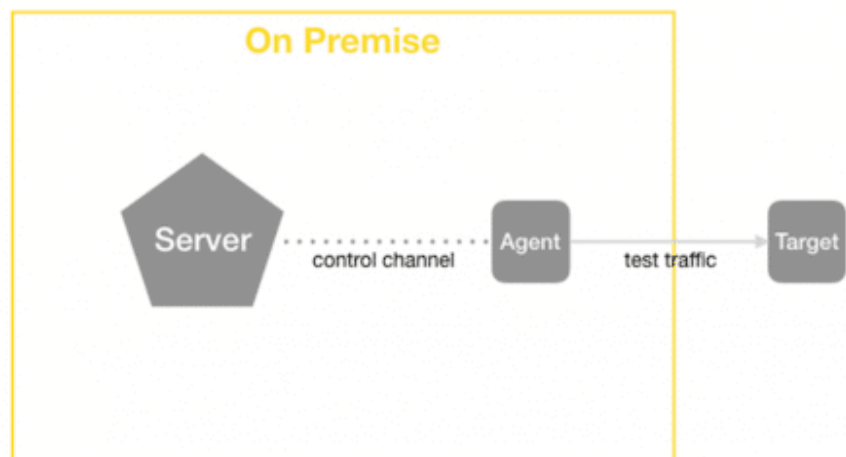 On Premise
Server
control channel
Agent
test traffic
Target